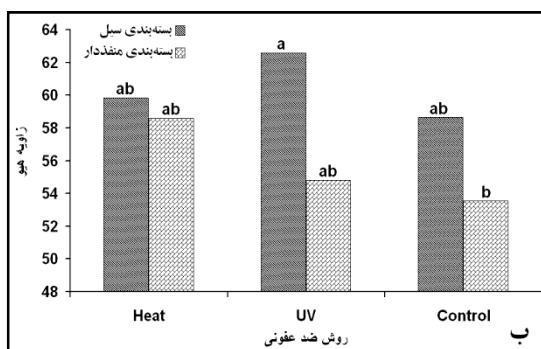 بسته‌بندی سیل
بسته‌بندی منفذدار
زاویه هیو
64
62
60
58
56
54
52
50
48
ab
ab
a
ab
ab
b
Heat
UV
Control
روش ضد عفونی
ب